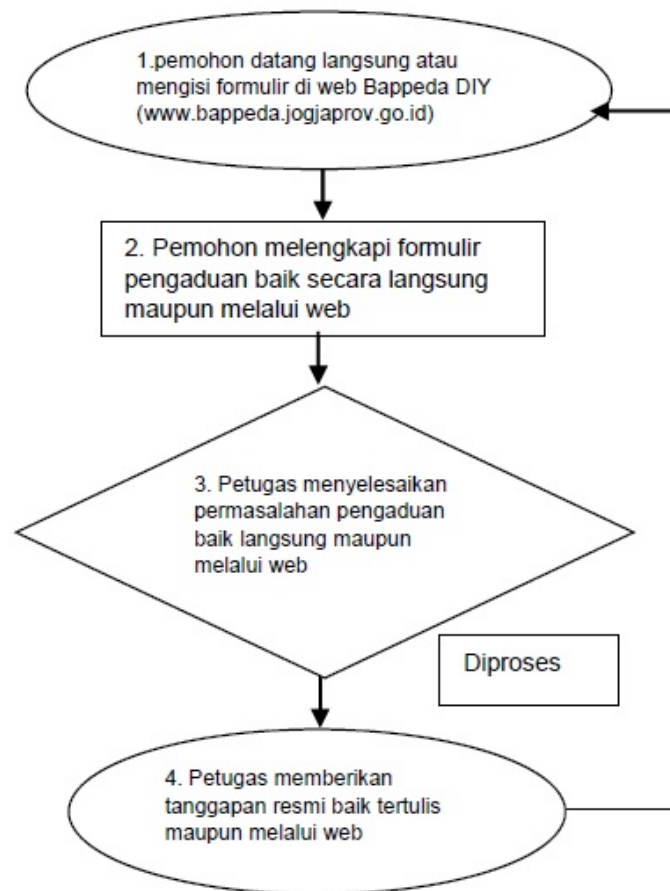 1.pemohon datang langsung atau
mengisi formulir di web Bappeda DIY
(www.bappeda.jogjaprov.go.id)
2. Pemohon melengkapi formulir
pengaduan baik secara langsung
maupun melalui web
3. Petugas menyelesaikan
permasalahan pengaduan
baik langsung maupun
melalui web
Diproses
4. Petugas memberikan
tanggapan resmi baik tertulis
maupun melalui web